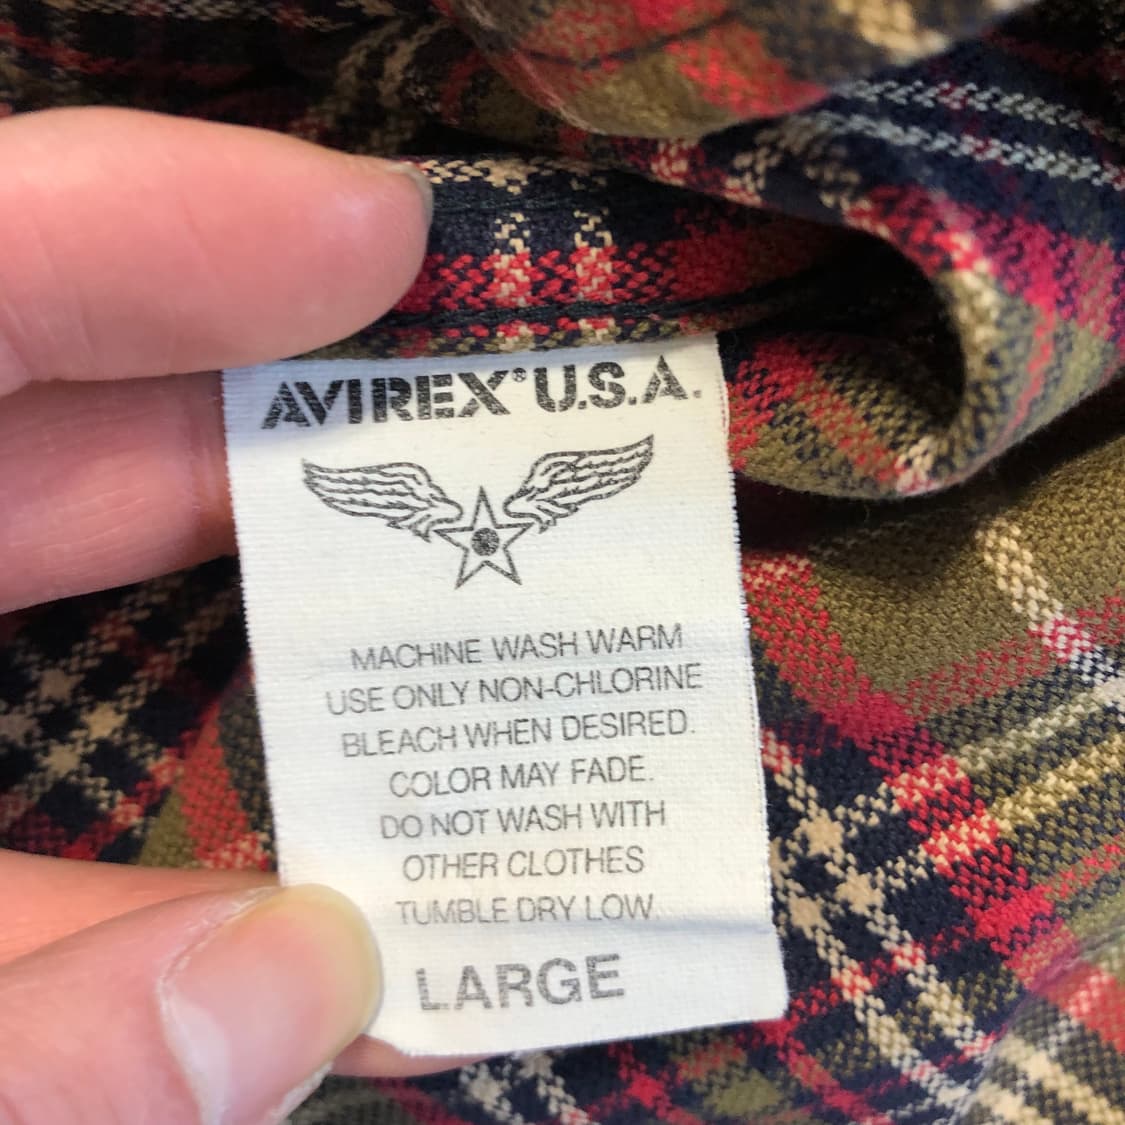 AVIREX® U.S.A.
MACHINE WASH WARM
USE ONLY NON-CHLORINE
BLEACH WHEN DESIRED.
COLOR MAY FADE.
DO NOT WASH WITH
OTHER CLOTHES
TUMBLE DRY LOW
LARGE